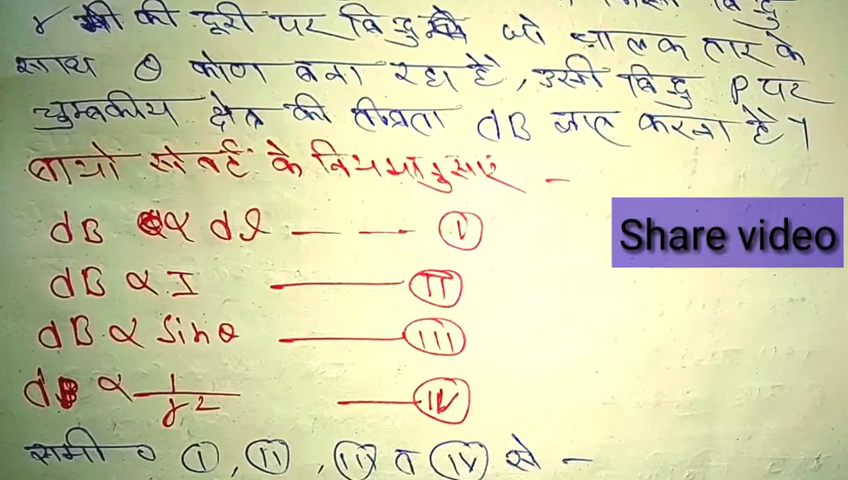 r की दूरी पर बिन्दु जो चालक तार के
साथ θ कोण बना रहा है, उसी बिन्दु P पर
चुम्बकीय क्षेत्र की तीव्रता dB ज्ञात करना है।
बायो सेवर्ट के नियमानुसार –
Share video
dB ∝ dl — — — (I)
dB ∝ I ——— (II)
dB ∝ Sinθ ——— (III)
dB ∝ 1/r² ——— (IV)
समी० (I), (II), (III) व (IV) से –